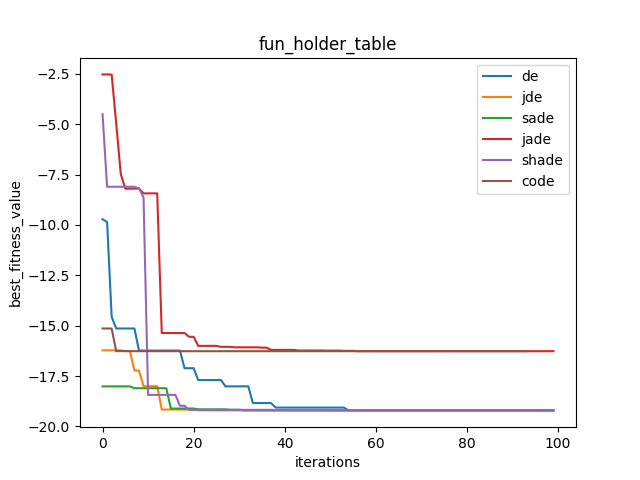 fun_holder_table
best_fitness_value
−2.5
−5.0
−7.5
−10.0
−12.5
−15.0
−17.5
−20.0
de
jde
sade
jade
shade
code
0
20
40
60
80
100
iterations